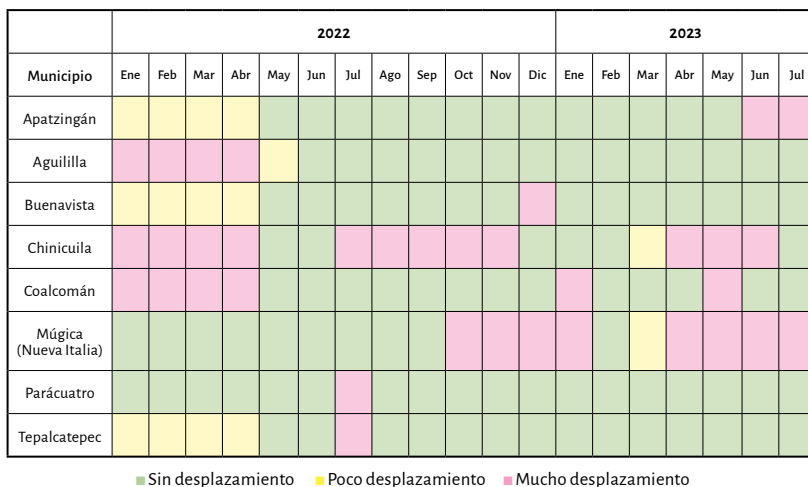 2022 2023
Municipio Ene Feb Mar Abr May Jun Jul Ago Sep Oct Nov Dic Ene Feb Mar Abr May Jun Jul
Apatzingán
Aguililla
Buenavista
Chinicuila
Coalcomán
Múgica
(Nueva Italia)
Parácuatro
Tepalcatepec
Sin desplazamiento Poco desplazamiento Mucho desplazamiento